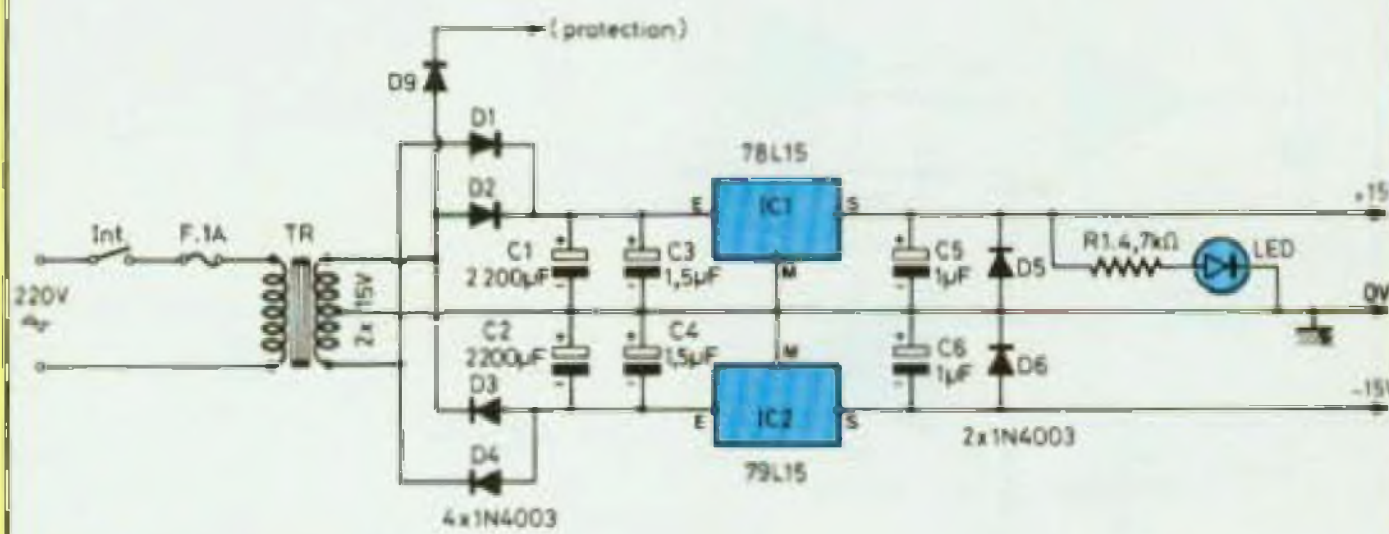 (protection)
D9
D1
78L15
D2
E
IC1
S
+15
Int.
F.1A
TR
C1
2 200µF
C3
1,5µF
M
C5
1µF
D5
R1.4,7kΩ
LED
220V
2x 15V
0V
C2
2200µF
C4
1,5µF
M
C6
1µF
D6
D3
E
IC2
S
-15V
D4
79L15
2x1N4003
4x1N4003